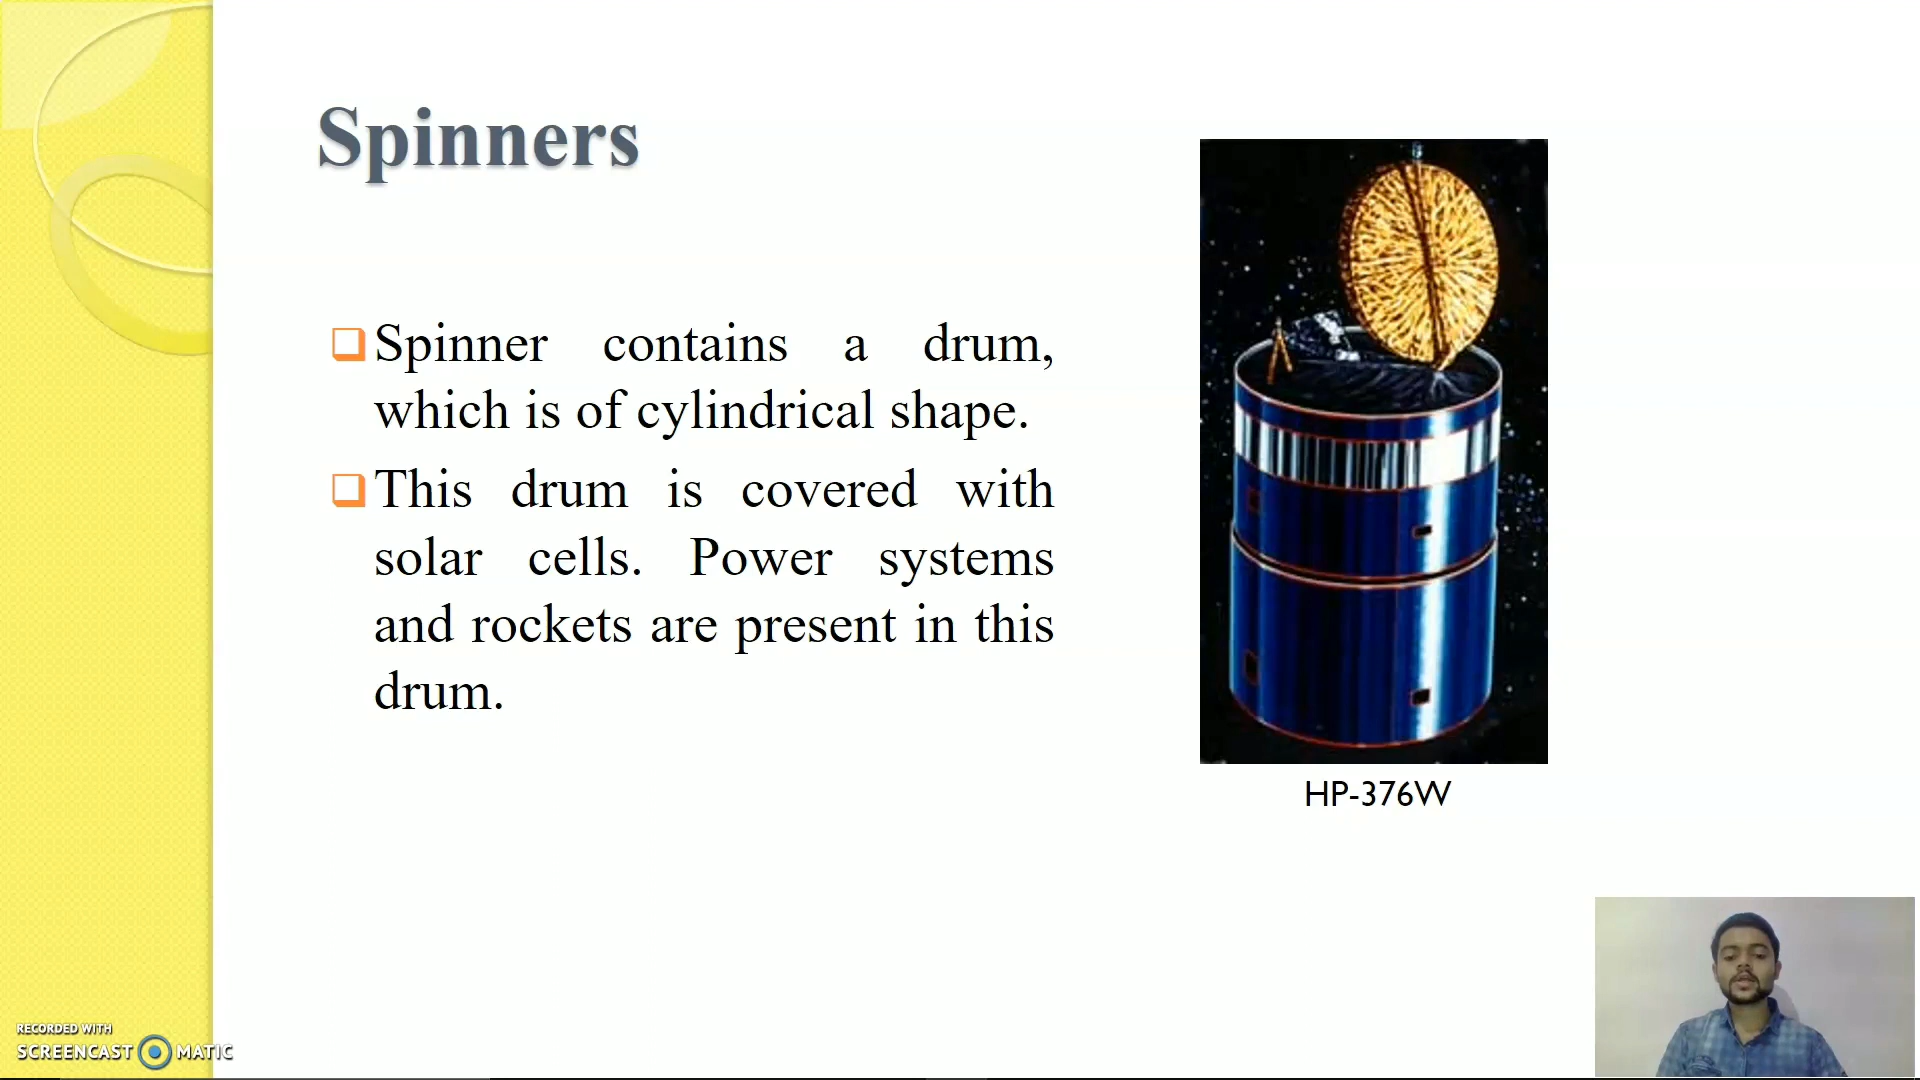 Spinners
Spinner contains a drum,
which is of cylindrical shape.
This drum is covered with
solar cells. Power systems
and rockets are present in this
drum.
HP-376W
RECORDED WITH
SCREENCAST MATIC